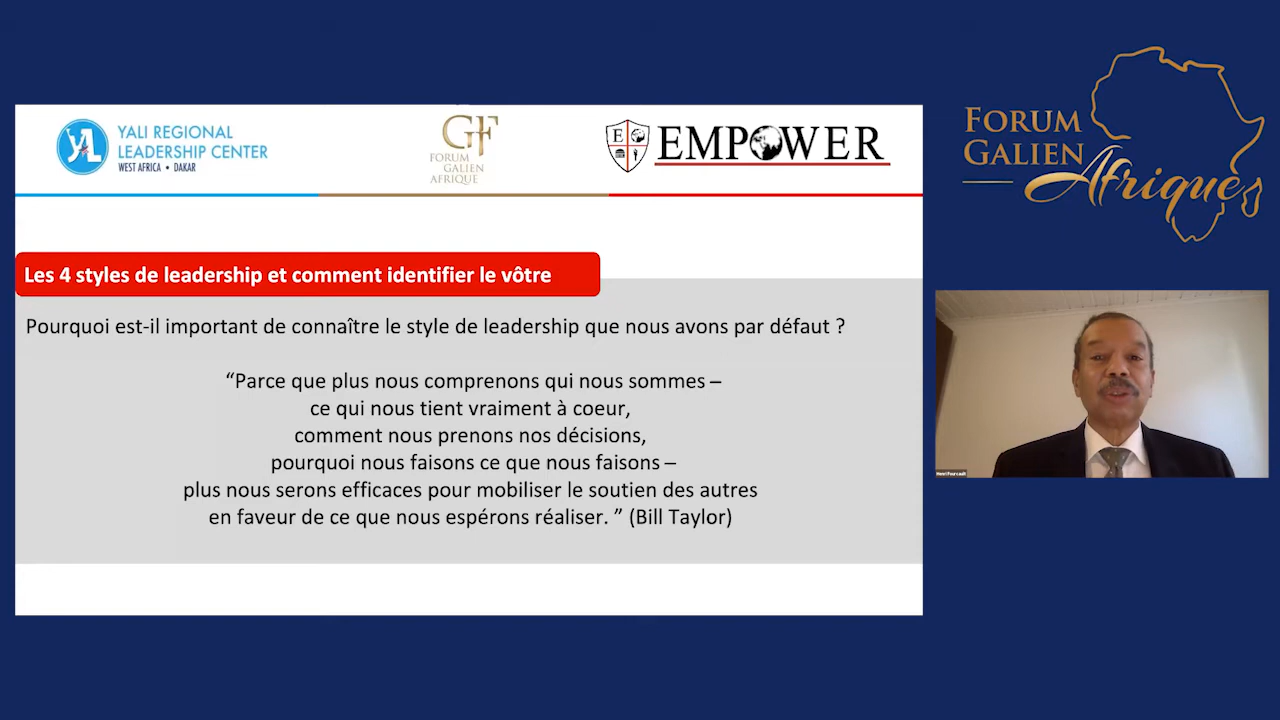 YALI REGIONAL
LEADERSHIP CENTER
WEST AFRICA • DAKAR
GF
FORUM
GALIEN
AFRIQUE
E
EMPOWER
Les 4 styles de leadership et comment identifier le vôtre
Pourquoi est-il important de connaître le style de leadership que nous avons par défaut ?
“Parce que plus nous comprenons qui nous sommes –
ce qui nous tient vraiment à coeur,
comment nous prenons nos décisions,
pourquoi nous faisons ce que nous faisons –
plus nous serons efficaces pour mobiliser le soutien des autres
en faveur de ce que nous espérons réaliser. ” (Bill Taylor)
FORUM
GALIEN
Afrique
Henri Fourcault